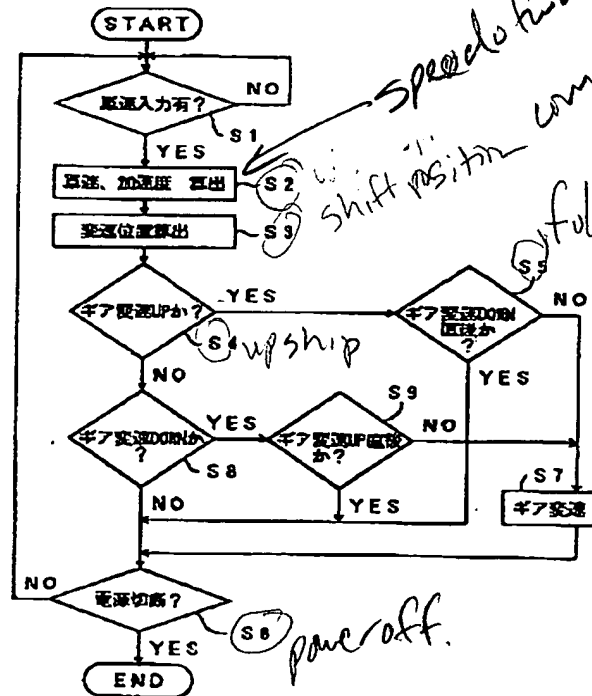 START
NO
車速入力有?
S1
YES
車速、加速度 算出
S2
shift position com
変速位置算出
S3
ギア変速UPか?
YES
S4
upship
NO
ギア変速DOWN
直後か
?
S5
NO
YES
ギア変速DOWNか
?
YES
S8
NO
ギア変速UP直後
か?
S9
NO
YES
S7
ギア変速
NO
電源切断?
S6
power off.
YES
END